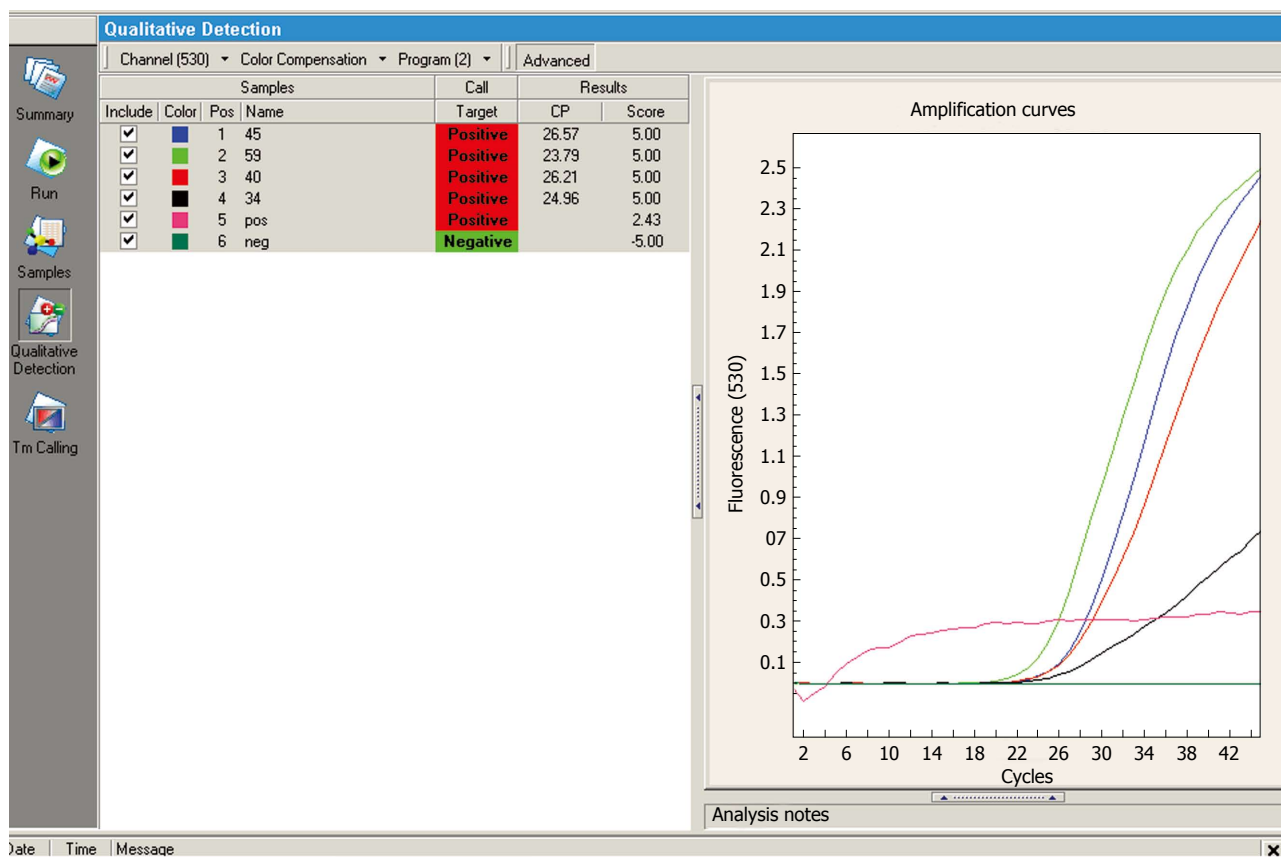 Qualitative Detection
Channel (530) Color Compensation Program (2) Advanced
Summary
Run
Samples
Qualitative
Detection
Tm Calling
Samples Call Results
Include Color Pos Name Target CP Score
1 45 Positive 26.57 5.00
2 59 Positive 23.79 5.00
3 40 Positive 26.21 5.00
4 34 Positive 24.96 5.00
5 pos Positive 2.43
6 neg Negative -5.00
Amplification curves
Fluorescence (530)
2.5
2.3
2.1
1.9
1.7
1.5
1.3
1.1
0.9
07
0.5
0.3
0.1
2 6 10 14 18 22 26 30 34 38 42
Cycles
Analysis notes
Date Time Message